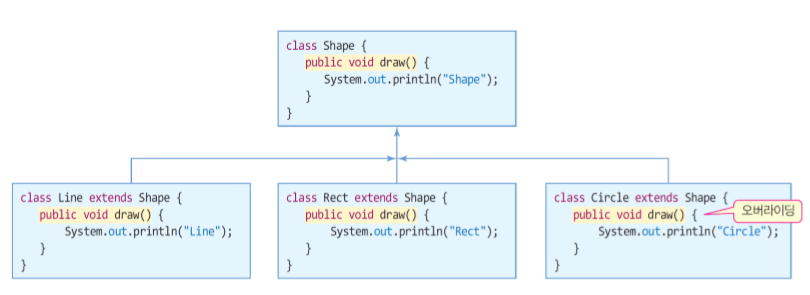 class Shape {
public void draw() {
System.out.println("Shape");
}
}
class Line extends Shape {
public void draw() {
System.out.println("Line");
}
}
class Rect extends Shape {
public void draw() {
System.out.println("Rect");
}
}
class Circle extends Shape {
public void draw() {
오버라이딩
System.out.println("Circle");
}
}